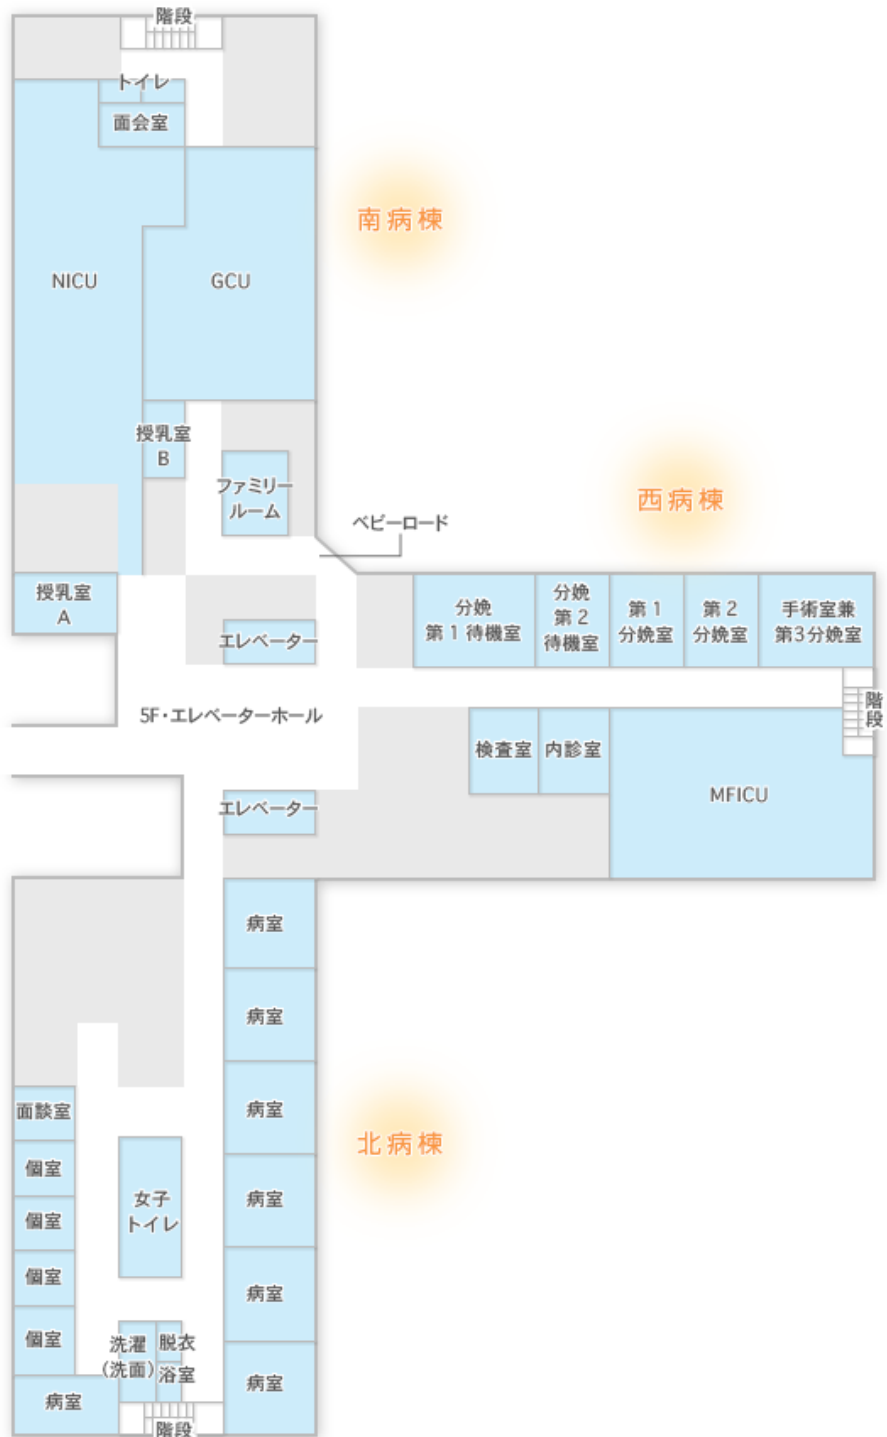 階段
トイレ
面会室
南病棟
NICU
GCU
授乳室
B
ファミリー
ルーム
西病棟
ベビーロード
授乳室
A
エレベーター
分娩
第1待機室
分娩
第2
待機室
第1
分娩室
第2
分娩室
手術室兼
第3分娩室
5F・エレベーターホール
階段
検査室
内診室
MFICU
エレベーター
病室
病室
病室
面談室
北病棟
個室
女子
トイレ
病室
個室
個室
病室
個室
洗濯
(洗面)
脱衣
浴室
病室
病室
階段